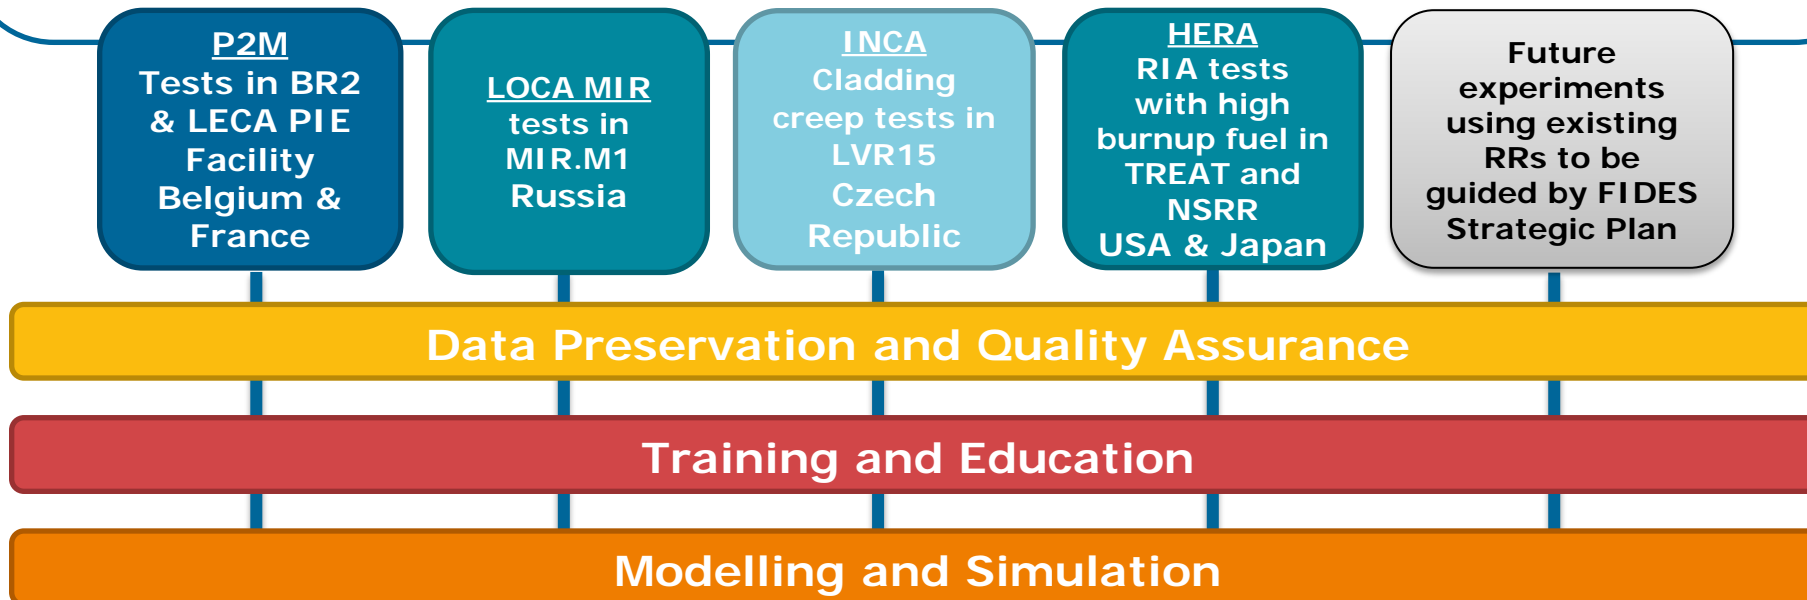 P2M
Tests in BR2
& LECA PIE
Facility
Belgium &
France
LOCA MIR
tests in
MIR.M1
Russia
INCA
Cladding
creep tests in
LVR15
Czech
Republic
HERA
RIA tests
with high
burnup fuel in
TREAT and
NSRR
USA & Japan
Future
experiments
using existing
RRs to be
guided by FIDES
Strategic Plan
Data Preservation and Quality Assurance
Training and Education
Modelling and Simulation